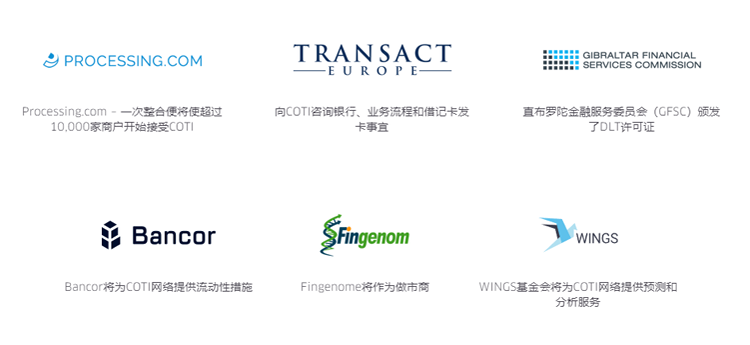 PROCESSING.COM
TRANSACT
EUROPE
GIBRALTAR FINANCIAL
SERVICES COMMISSION
Processing.com - 一次整合便将使超过
10,000家商户开始接受COTI
向COTI咨询银行、业务流程和借记卡发
卡事宜
直布罗陀金融服务委员会（GFSC）颁发
了DLT许可证
Bancor
Fingenom
WINGS
Bancor将为COTI网络提供流动性措施
Fingenome将作为做市商
WINGS基金会将为COTI网络提供预测和
分析服务